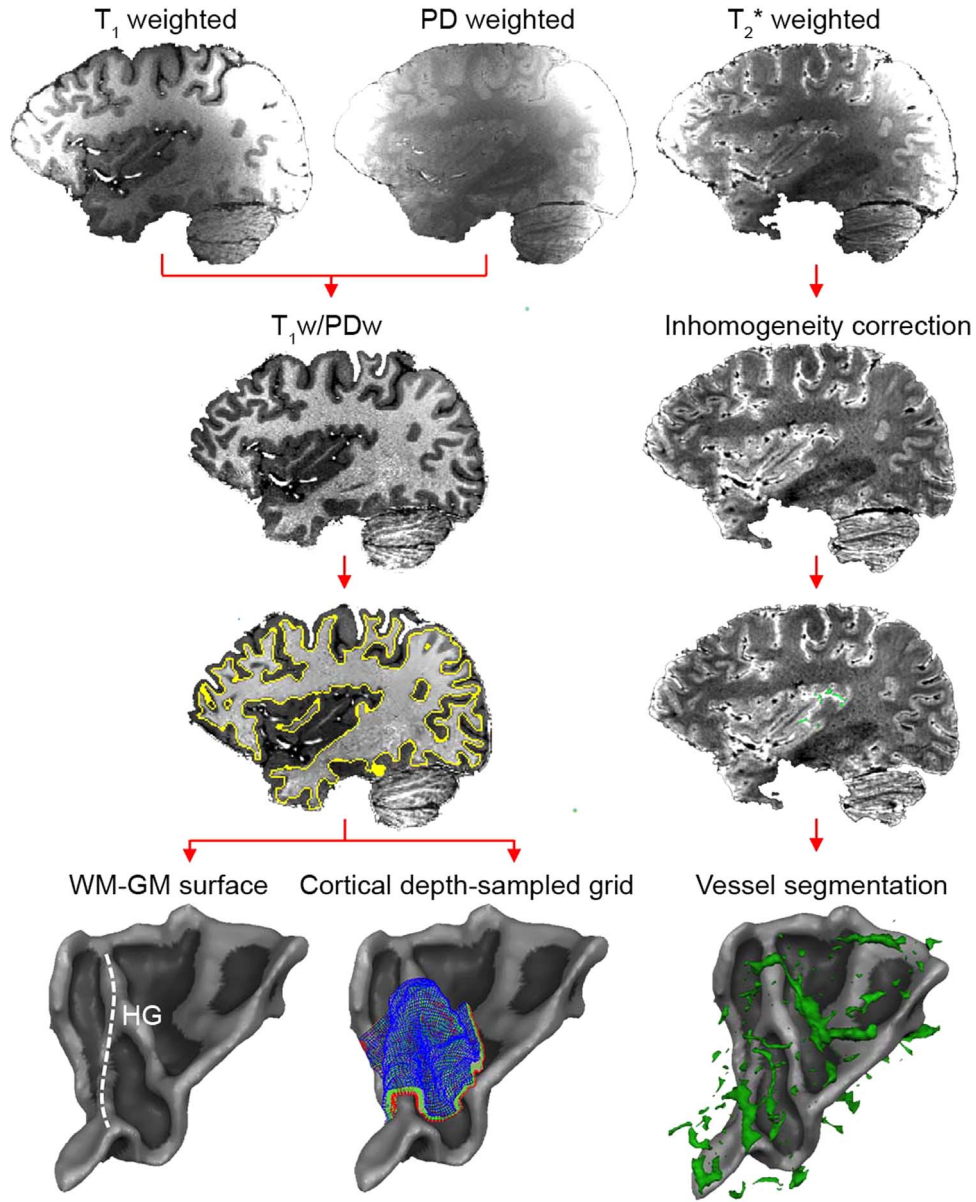 T₁ weighted
PD weighted
T₂* weighted
T₁w/PDw
Inhomogeneity correction
WM-GM surface
Cortical depth-sampled grid
Vessel segmentation
HG